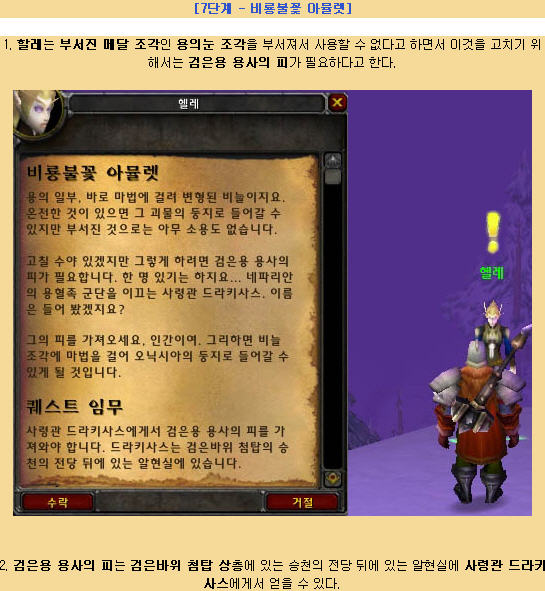 [7단계 - 비룡불꽃 아뮬렛]
1. 할레는 부서진 메달 조각인 용의눈 조각을 부서져서 사용할 수 없다고 하면서 이것을 고치기 위
해서는 검은용 용사의 피가 필요하다고 한다.
헬레
비룡불꽃 아뮬렛
용의 일부, 바로 마법에 걸려 변형된 비늘이지요.
온전한 것이 있으면 그 괴물의 둥지로 들어갈 수
있지만 부서진 것으로는 아무 소용도 없습니다.
고칠 수야 있겠지만 그렇게 하려면 검은용 용사의
피가 필요합니다. 한 명 있기는 하지요... 네파리안
의 용혈족 군단을 이끄는 사령관 드라키사스. 이름
은 들어 봤겠지요?
그의 피를 가져오세요, 인간이여. 그리하면 비늘
조각에 마법을 걸어 오닉시아의 둥지로 들어갈 수
있게 될 것입니다.
퀘스트 임무
사령관 드라키사스에게서 검은용 용사의 피를 가
져와야 합니다. 드라키사스는 검은바위 첨탑의 승
천의 전당 뒤에 있는 알현실에 있습니다.
수락
거절
헬레
2. 검은용 용사의 피는 검은바위 첨탑 상층에 있는 승천의 전당 뒤에 있는 알현실에 사령관 드라키
사스에게서 얻을 수 있다.